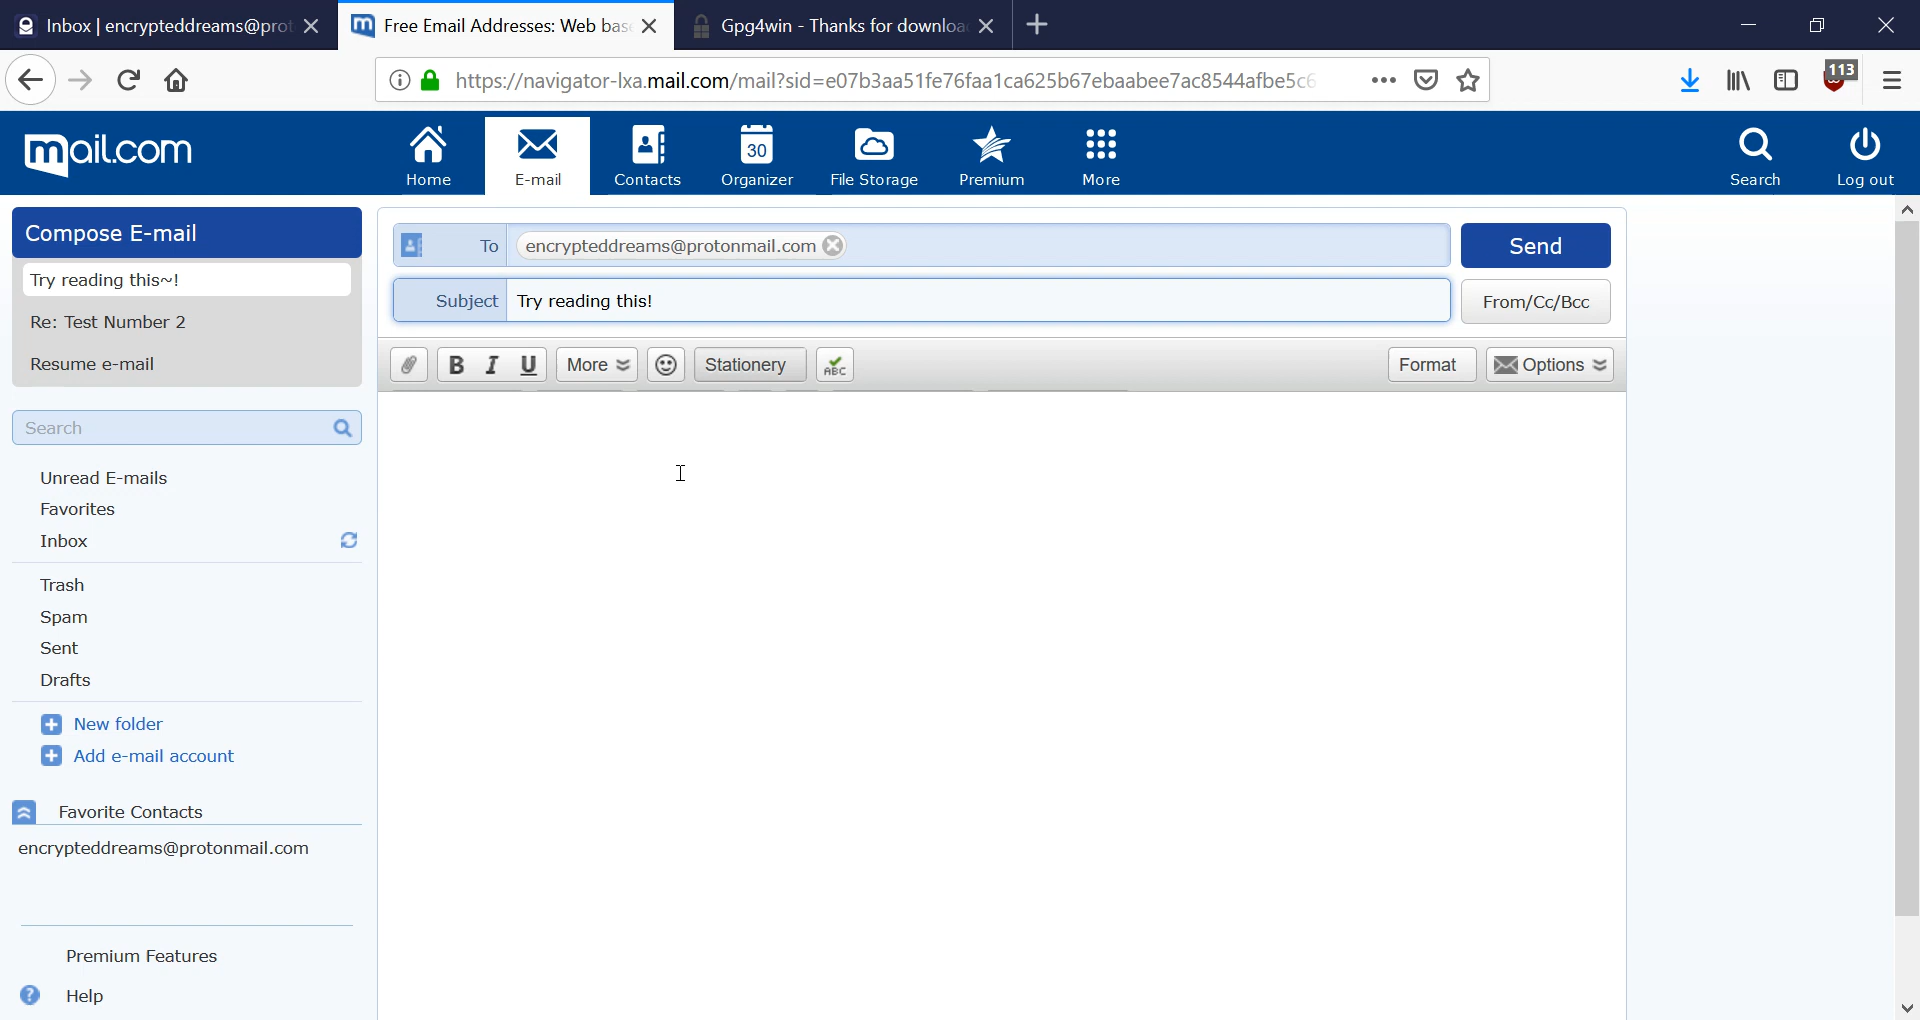 Inbox | encrypteddreams@prot
Free Email Addresses: Web bas
Gpg4win - Thanks for downloa
https://navigator-lxa.mail.com/mail?sid=e07b3aa51fe76faa1ca625b67ebaabee7ac8544afbe5c6
113
mail.com
Home
E-mail
30
Contacts
Organizer
File Storage
Premium
More
Search
Log out
Compose E-mail
Try reading this~!
Re: Test Number 2
Resume e-mail
To
encrypteddreams@protonmail.com
Send
Subject
Try reading this!
From/Cc/Bcc
B I U
More
Stationery
ABC
Format
Options
Search
Unread E-mails
Favorites
Inbox
Trash
Spam
Sent
Drafts
New folder
Add e-mail account
Favorite Contacts
encrypteddreams@protonmail.com
Premium Features
? Help